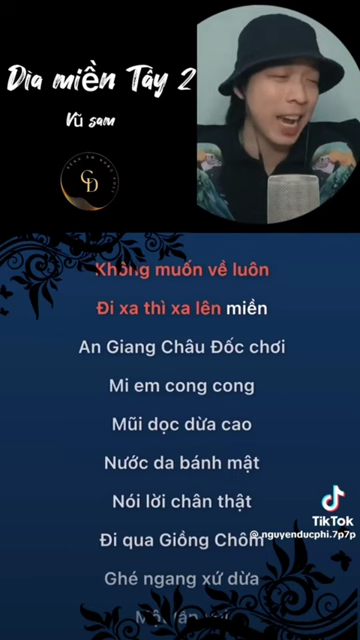 Dìa miền Tây 2
Vũ sam
GD
Không muốn về luôn
Đi xa thì xa lên miền
An Giang Châu Đốc chơi
Mi em cong cong
Mũi dọc dừa cao
Nước da bánh mật
Nói lời chân thật
Đi qua Giồng Chôm
Ghé ngang xứ dừa
TikTok
@_nguyenducphi.7p7p